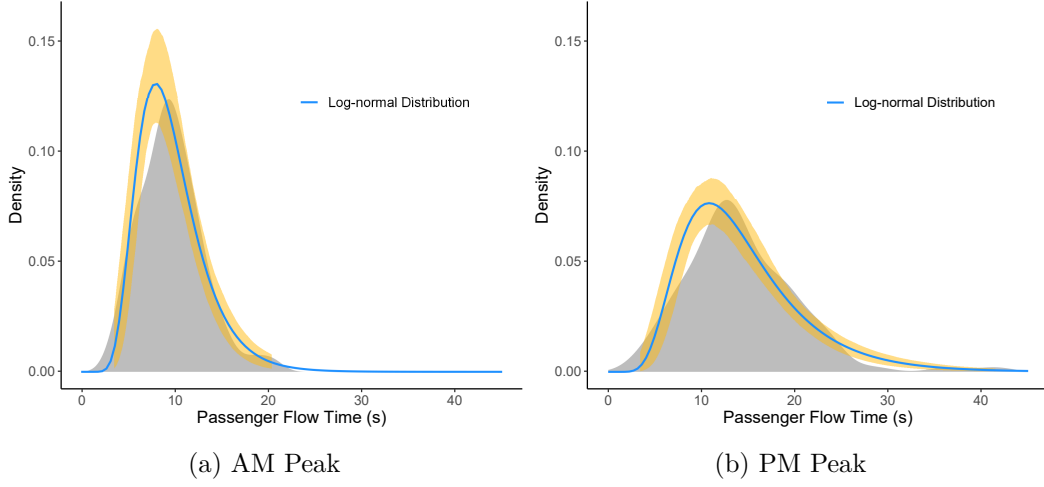 0.15
0.10
0.05
0.00
Density
Log-normal Distribution
0 10 20 30 40
Passenger Flow Time (s)
(a) AM Peak
0.15
0.10
0.05
0.00
Density
Log-normal Distribution
0 10 20 30 40
Passenger Flow Time (s)
(b) PM Peak